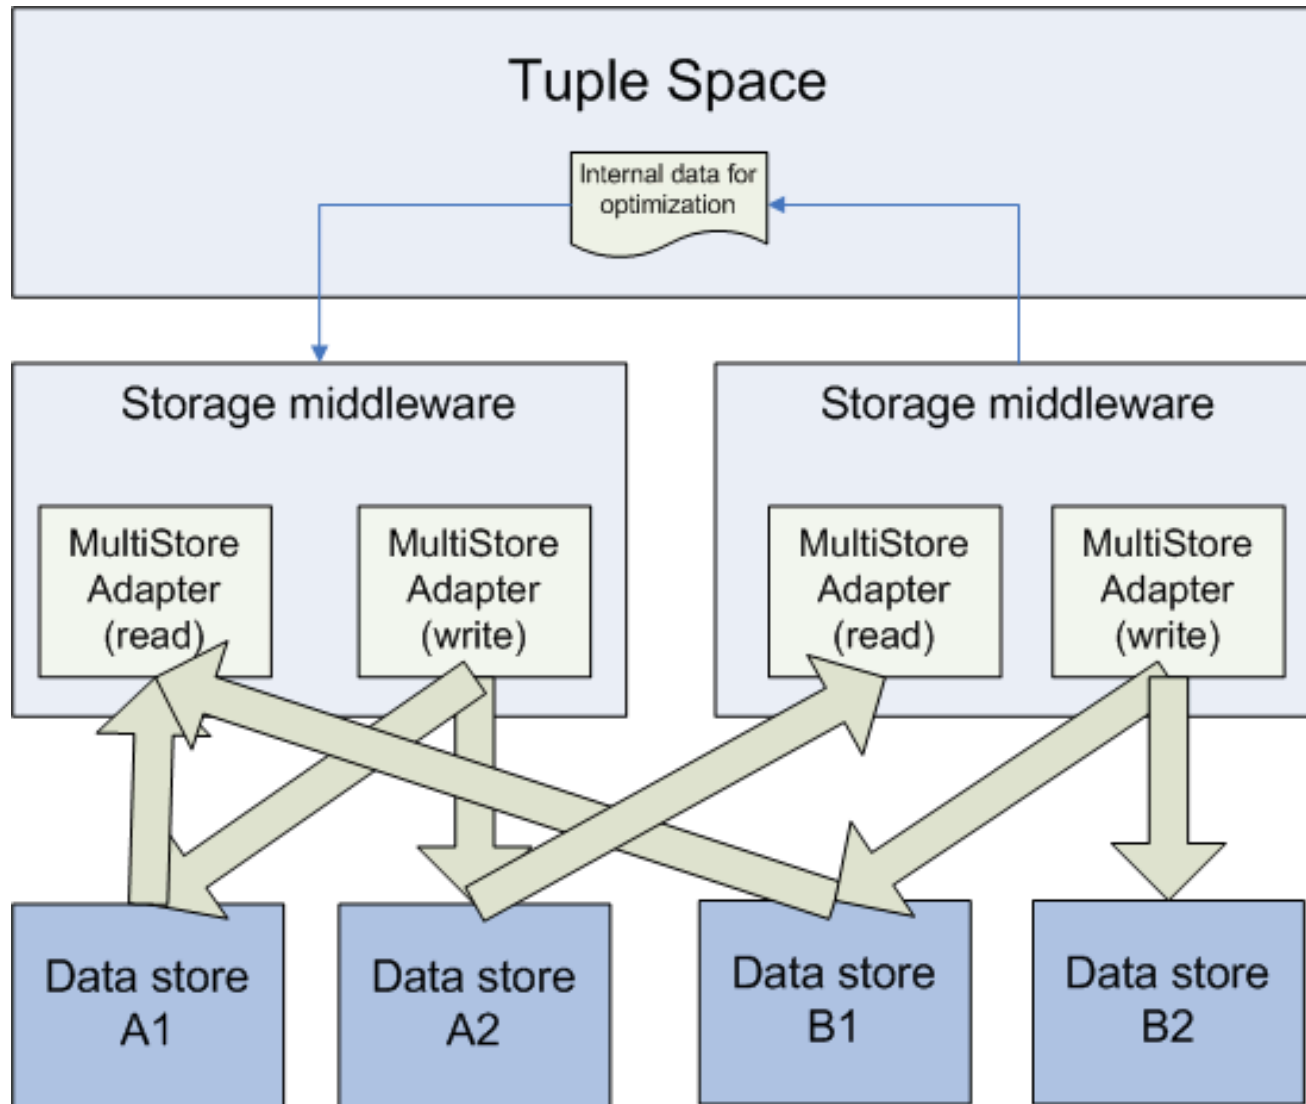 Tuple Space
Internal data for
optimization
Storage middleware
Storage middleware
MultiStore
Adapter
(read)
MultiStore
Adapter
(write)
MultiStore
Adapter
(read)
MultiStore
Adapter
(write)
Data store
A1
Data store
A2
Data store
B1
Data store
B2